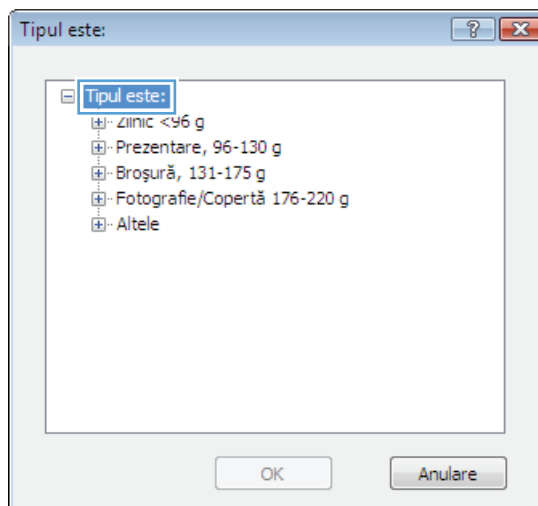 Tipul este:
Tipul este:
Zilnic <96 g
Prezentare, 96-130 g
Broşură, 131-175 g
Fotografie/Copertă 176-220 g
Altele
OK
Anulare